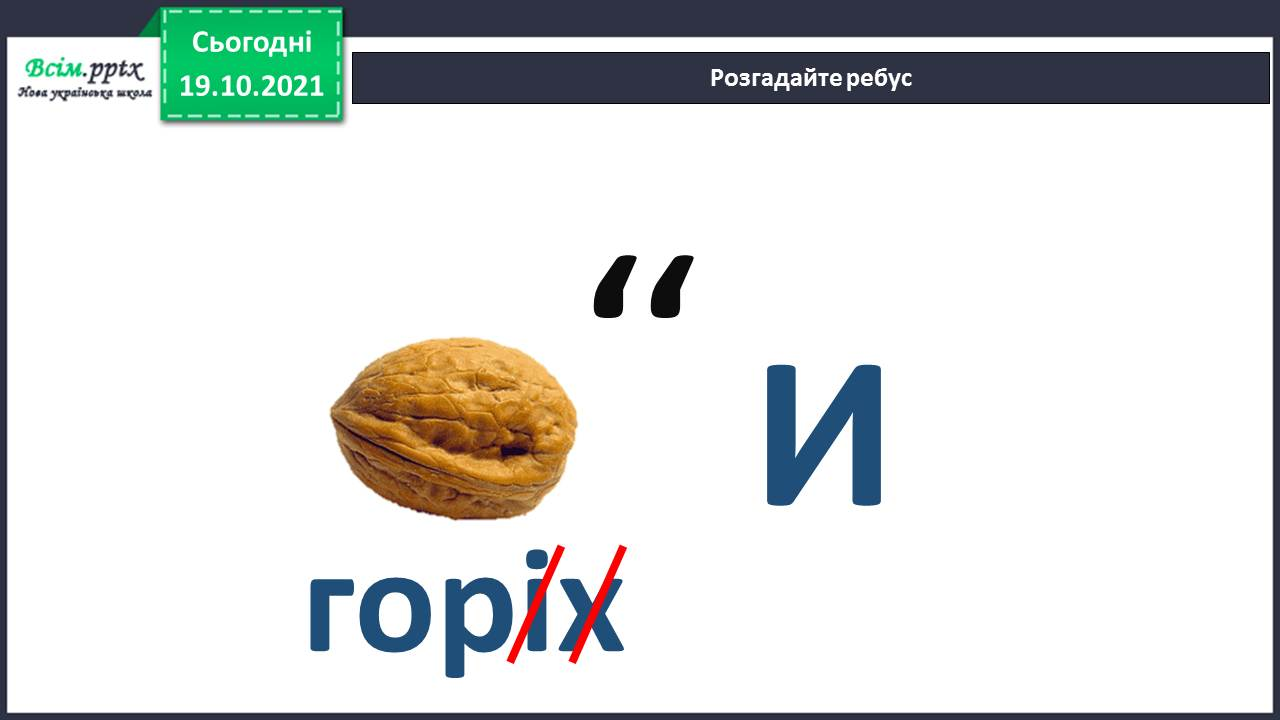 Всім.pptx
Нова українська школа
Сьогодні
19.10.2021
Розгадайте ребус
“
И
горіх